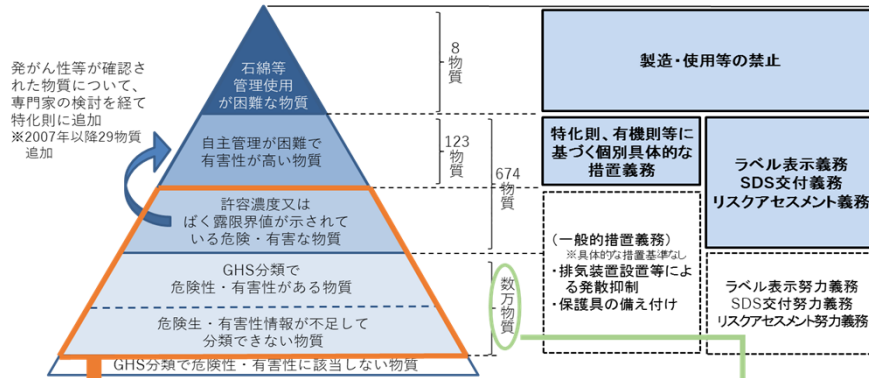 発がん性等が確認され
た物質について、
専門家の検討を経て
特化則に追加
※2007年以降29物質
追加
石綿等
管理使用
が困難な物質
自主管理が困難で
有害性が高い物質
許容濃度又は
ばく露限界値が示されて
いる危険・有害な物質
GHS分類で
危険性・有害性がある物質
危険生・有害性情報が不足して
分類できない物質
GHS分類で危険性・有害性に該当しない物質
8
物質
123
物質
674
物質
数万物質
製造・使用等の禁止
特化則、有機則等に
基づく個別具体的な
措置義務
(一般的措置義務)
※具体的な措置基準なし
・排気装置設置等によ
る発散抑制
・保護具の備え付け
ラベル表示義務
SDS交付義務
リスクアセスメント義務
ラベル表示努力義務
SDS交付努力義務
リスクアセスメント努力義務